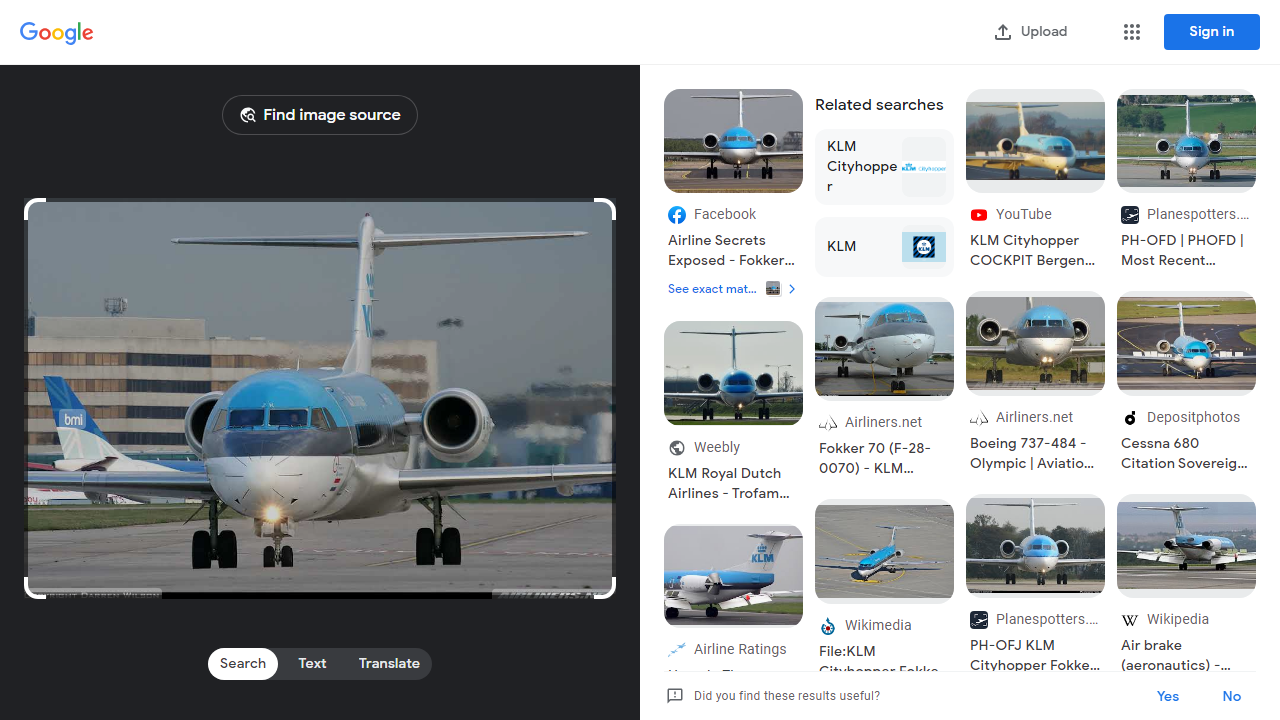 Google
Upload
Sign in
Find image source
bmi
Search
Text
Translate
Facebook
Airline Secrets
Exposed - Fokker...
See exact mat...
Weebly
KLM Royal Dutch
Airlines - Trofam...
KLM
Airline Ratings
Related searches
KLM
Cityhoppe
r
KLM
Airliners.net
Fokker 70 (F-28-
0070) - KLM...
Wikimedia
File:KLM
Cityhopper Fokke
YouTube
KLM Cityhopper
COCKPIT Bergen...
Airliners.net
Boeing 737-484 -
Olympic | Aviatio...
Planespotters....
PH-OFJ KLM
Cityhopper Fokke...
Planespotters....
PH-OFD | PHOFD |
Most Recent...
Depositphotos
Cessna 680
Citation Sovereig...
Wikipedia
Air brake
(aeronautics) -...
Did you find these results useful?
Yes
No